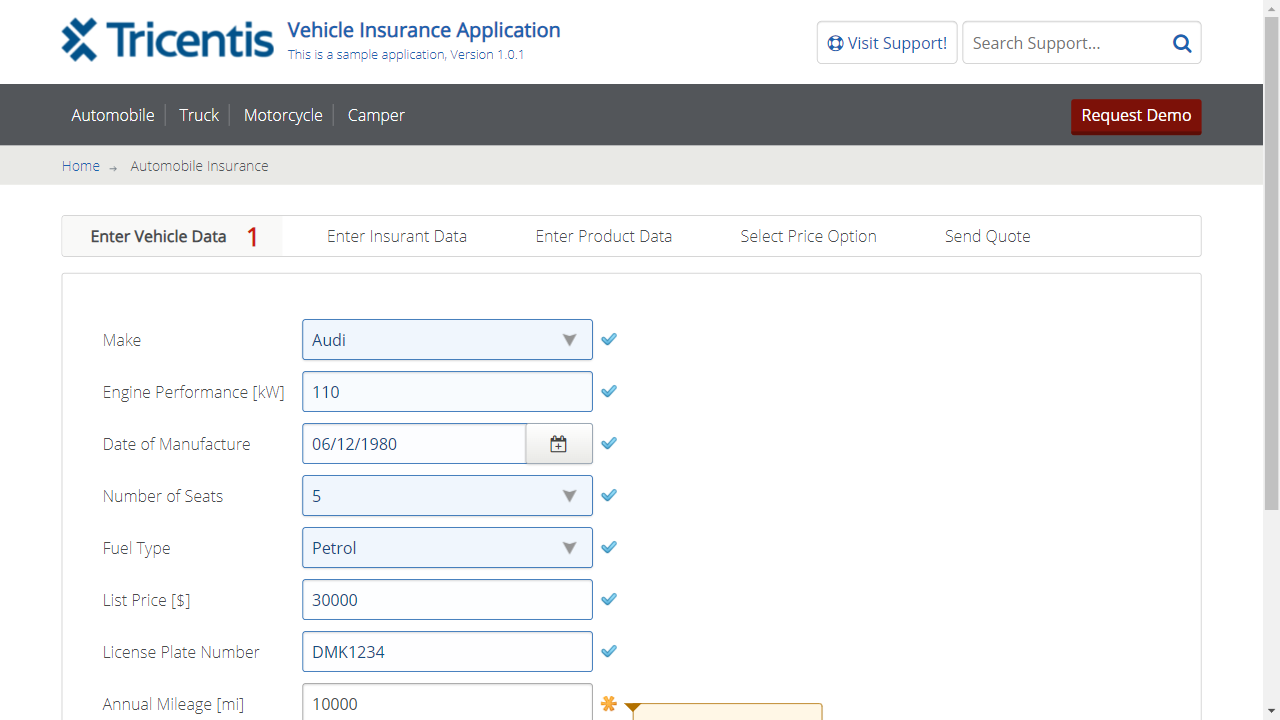 Tricentis
Vehicle Insurance Application
This is a sample application, Version 1.0.1
Visit Support!
Search Support...
Automobile
Truck
Motorcycle
Camper
Request Demo
Home → Automobile Insurance
Enter Vehicle Data 1
Enter Insurant Data
Enter Product Data
Select Price Option
Send Quote
Make
Audi
Engine Performance [kW]
110
Date of Manufacture
06/12/1980
Number of Seats
5
Fuel Type
Petrol
List Price [$]
30000
License Plate Number
DMK1234
Annual Mileage [mi]
10000